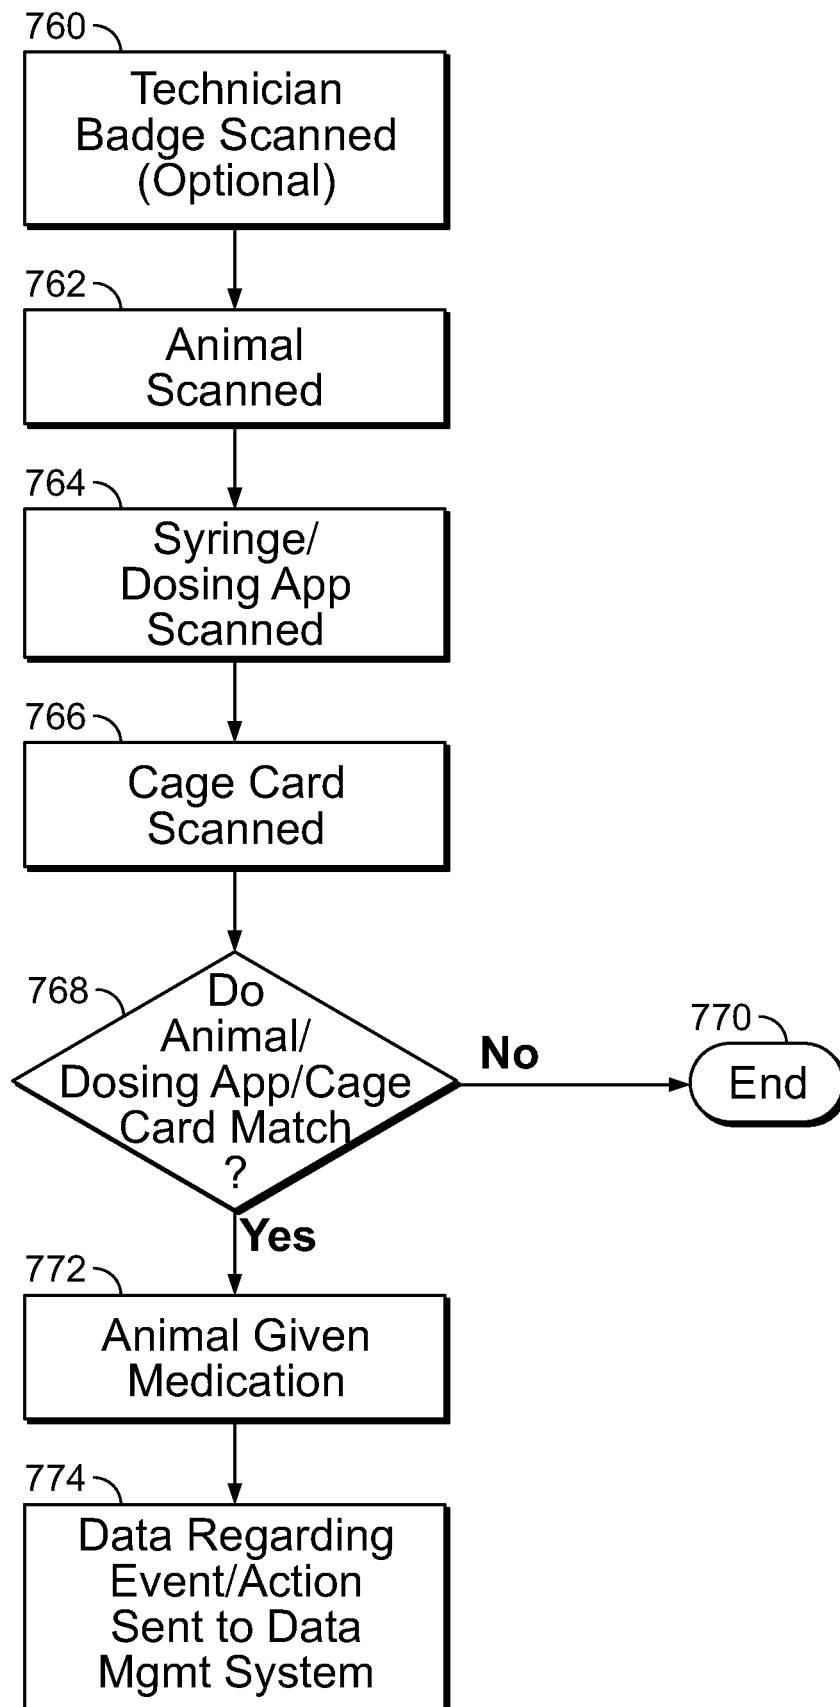 760
Technician
Badge Scanned
(Optional)
762
Animal
Scanned
764
Syringe/
Dosing App
Scanned
766
Cage Card
Scanned
768
Do
Animal/
Dosing App/Cage
Card Match
?
No
770
End
Yes
772
Animal Given
Medication
774
Data Regarding
Event/Action
Sent to Data
Mgmt System